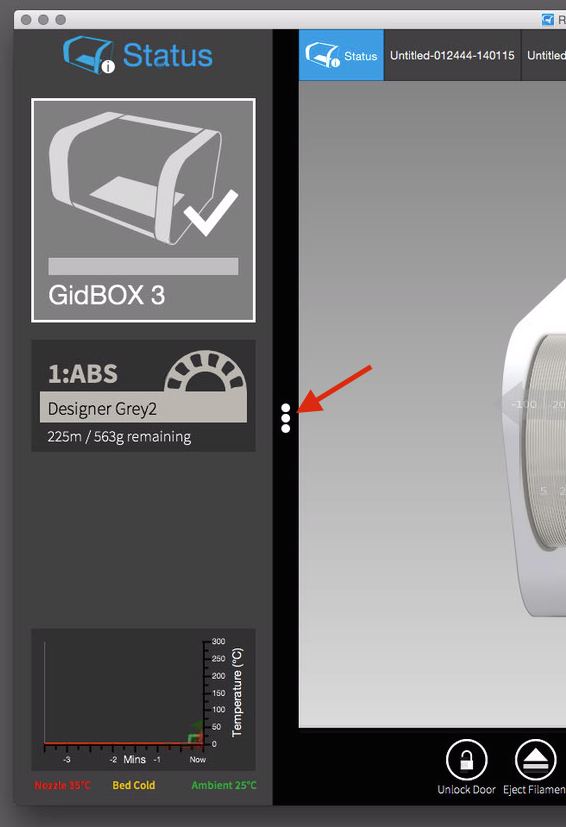 R
Status
Status
Untitled-012444-140115
Untitled
GidBOX 3
1:ABS
Designer Grey2
225m / 563g remaining
-100
-20
5
2
300
250
200
150
100
50
0
Temperature (°C)
-3
-2
Mins
-1
Now
Nozzle 35°C
Bed Cold
Ambient 25°C
Unlock Door
Eject Filamen